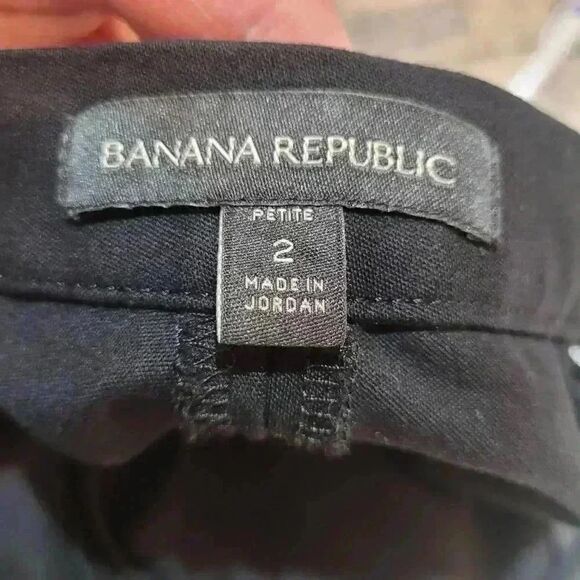 BANANA REPUBLIC
PETITE
2
MADE IN
JORDAN